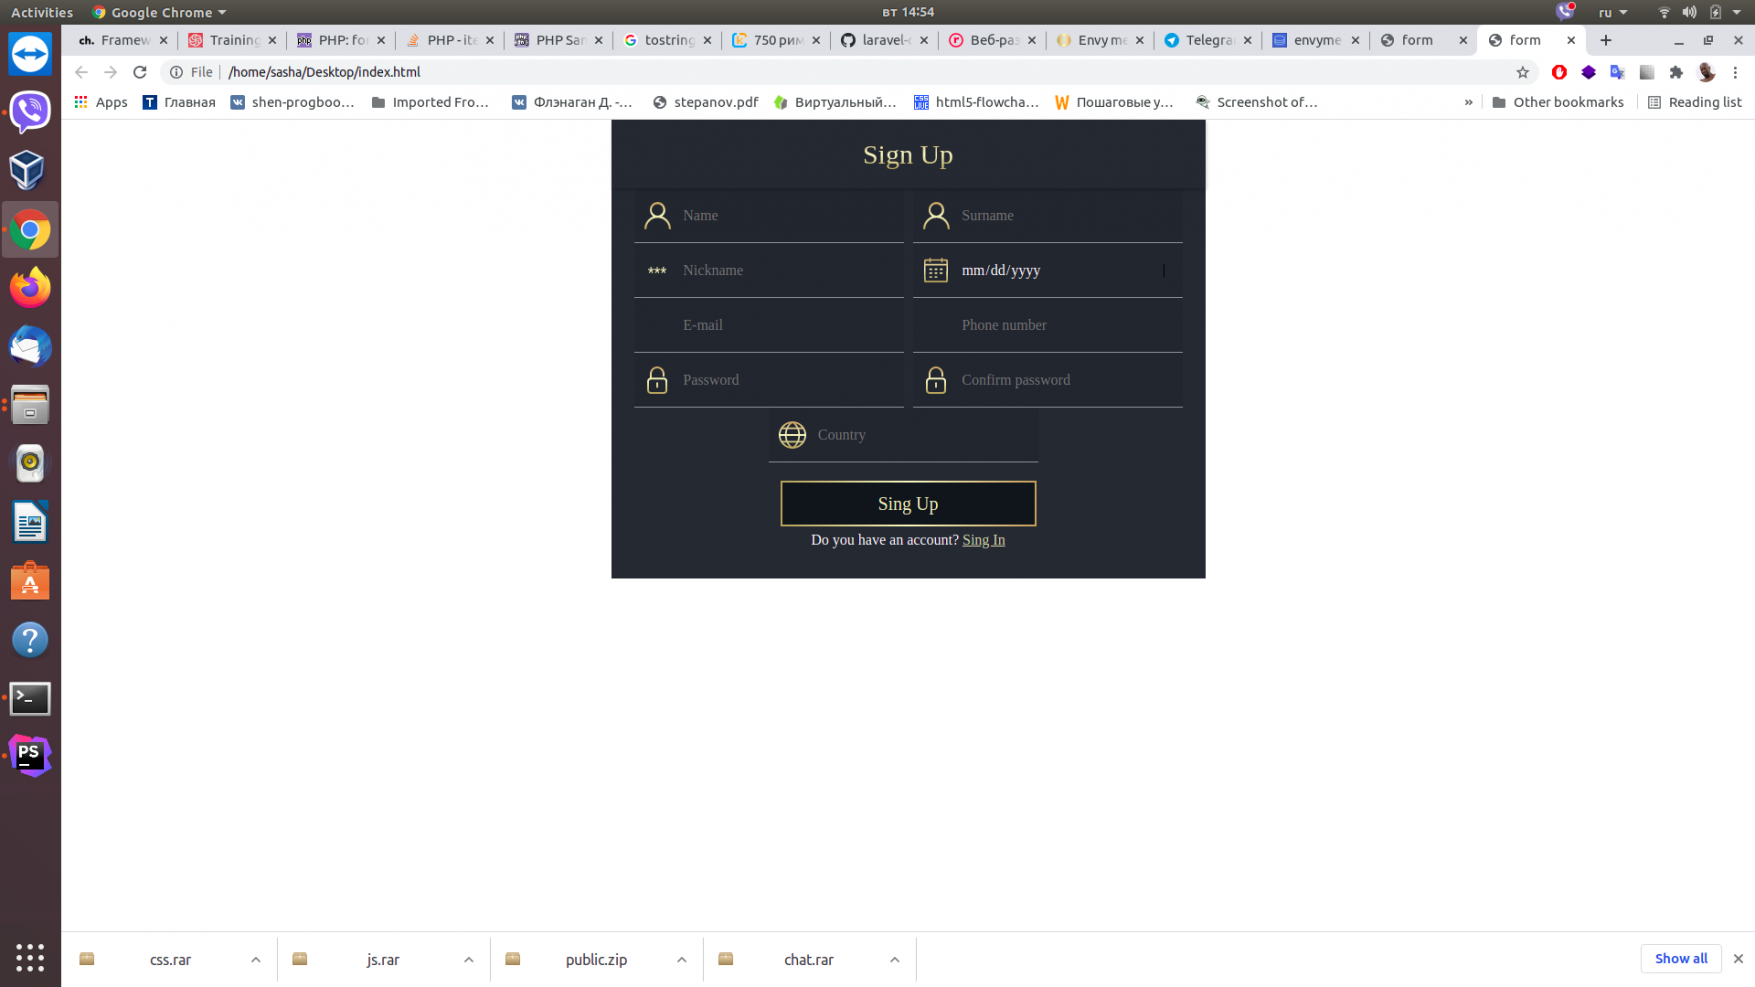 Activities Google Chrome вт 14:54 ru
ch. Framew Training PHP: fo PHP - ite PHP San tostring 750 рим laravel- Веб-раз Envy me Telegra envyme form form
File /home/sasha/Desktop/index.html
Apps Главная shen-progboo... Imported Fro... Флэнаган Д. -... stepanov.pdf Виртуальный... html5-flowcha... Пошаговые у... Screenshot of... » Other bookmarks Reading list
Sign Up
Name Surname
*** Nickname mm/dd/yyyy
E-mail Phone number
Password Confirm password
Country
Sing Up
Do you have an account? Sing In
css.rar js.rar public.zip chat.rar Show all